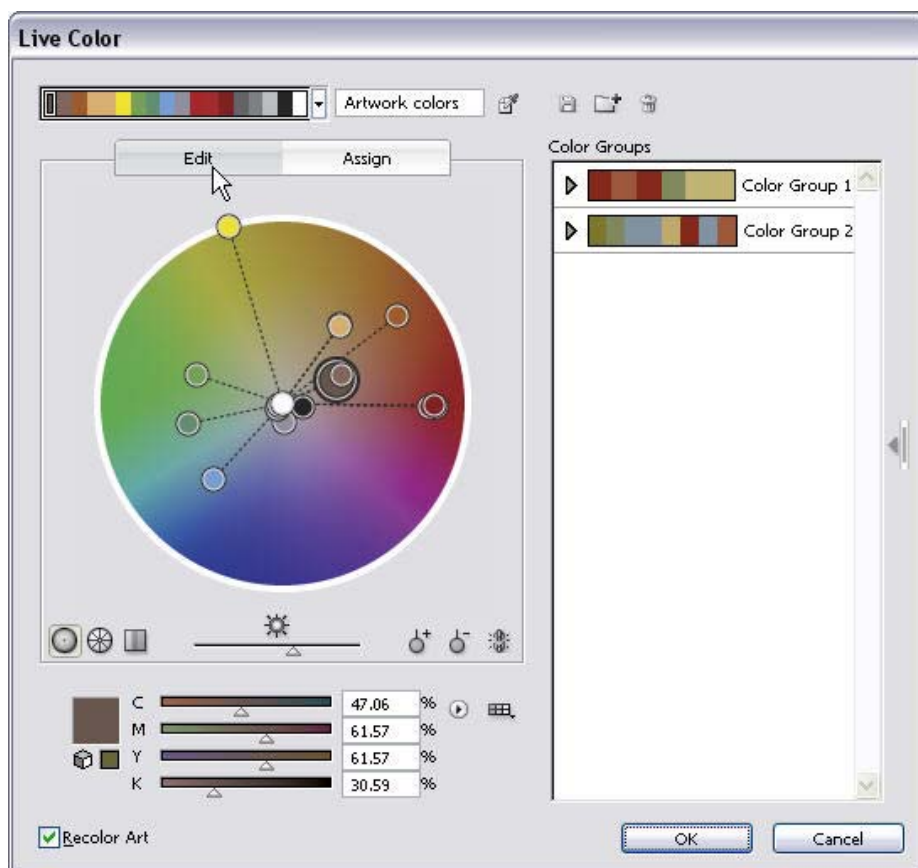 Live Color
Artwork colors
Edit
Assign
Color Groups
Color Group 1
Color Group 2
C 47.06 %
M 61.57 %
Y 61.57 %
K 30.59 %
Recolor Art
OK
Cancel